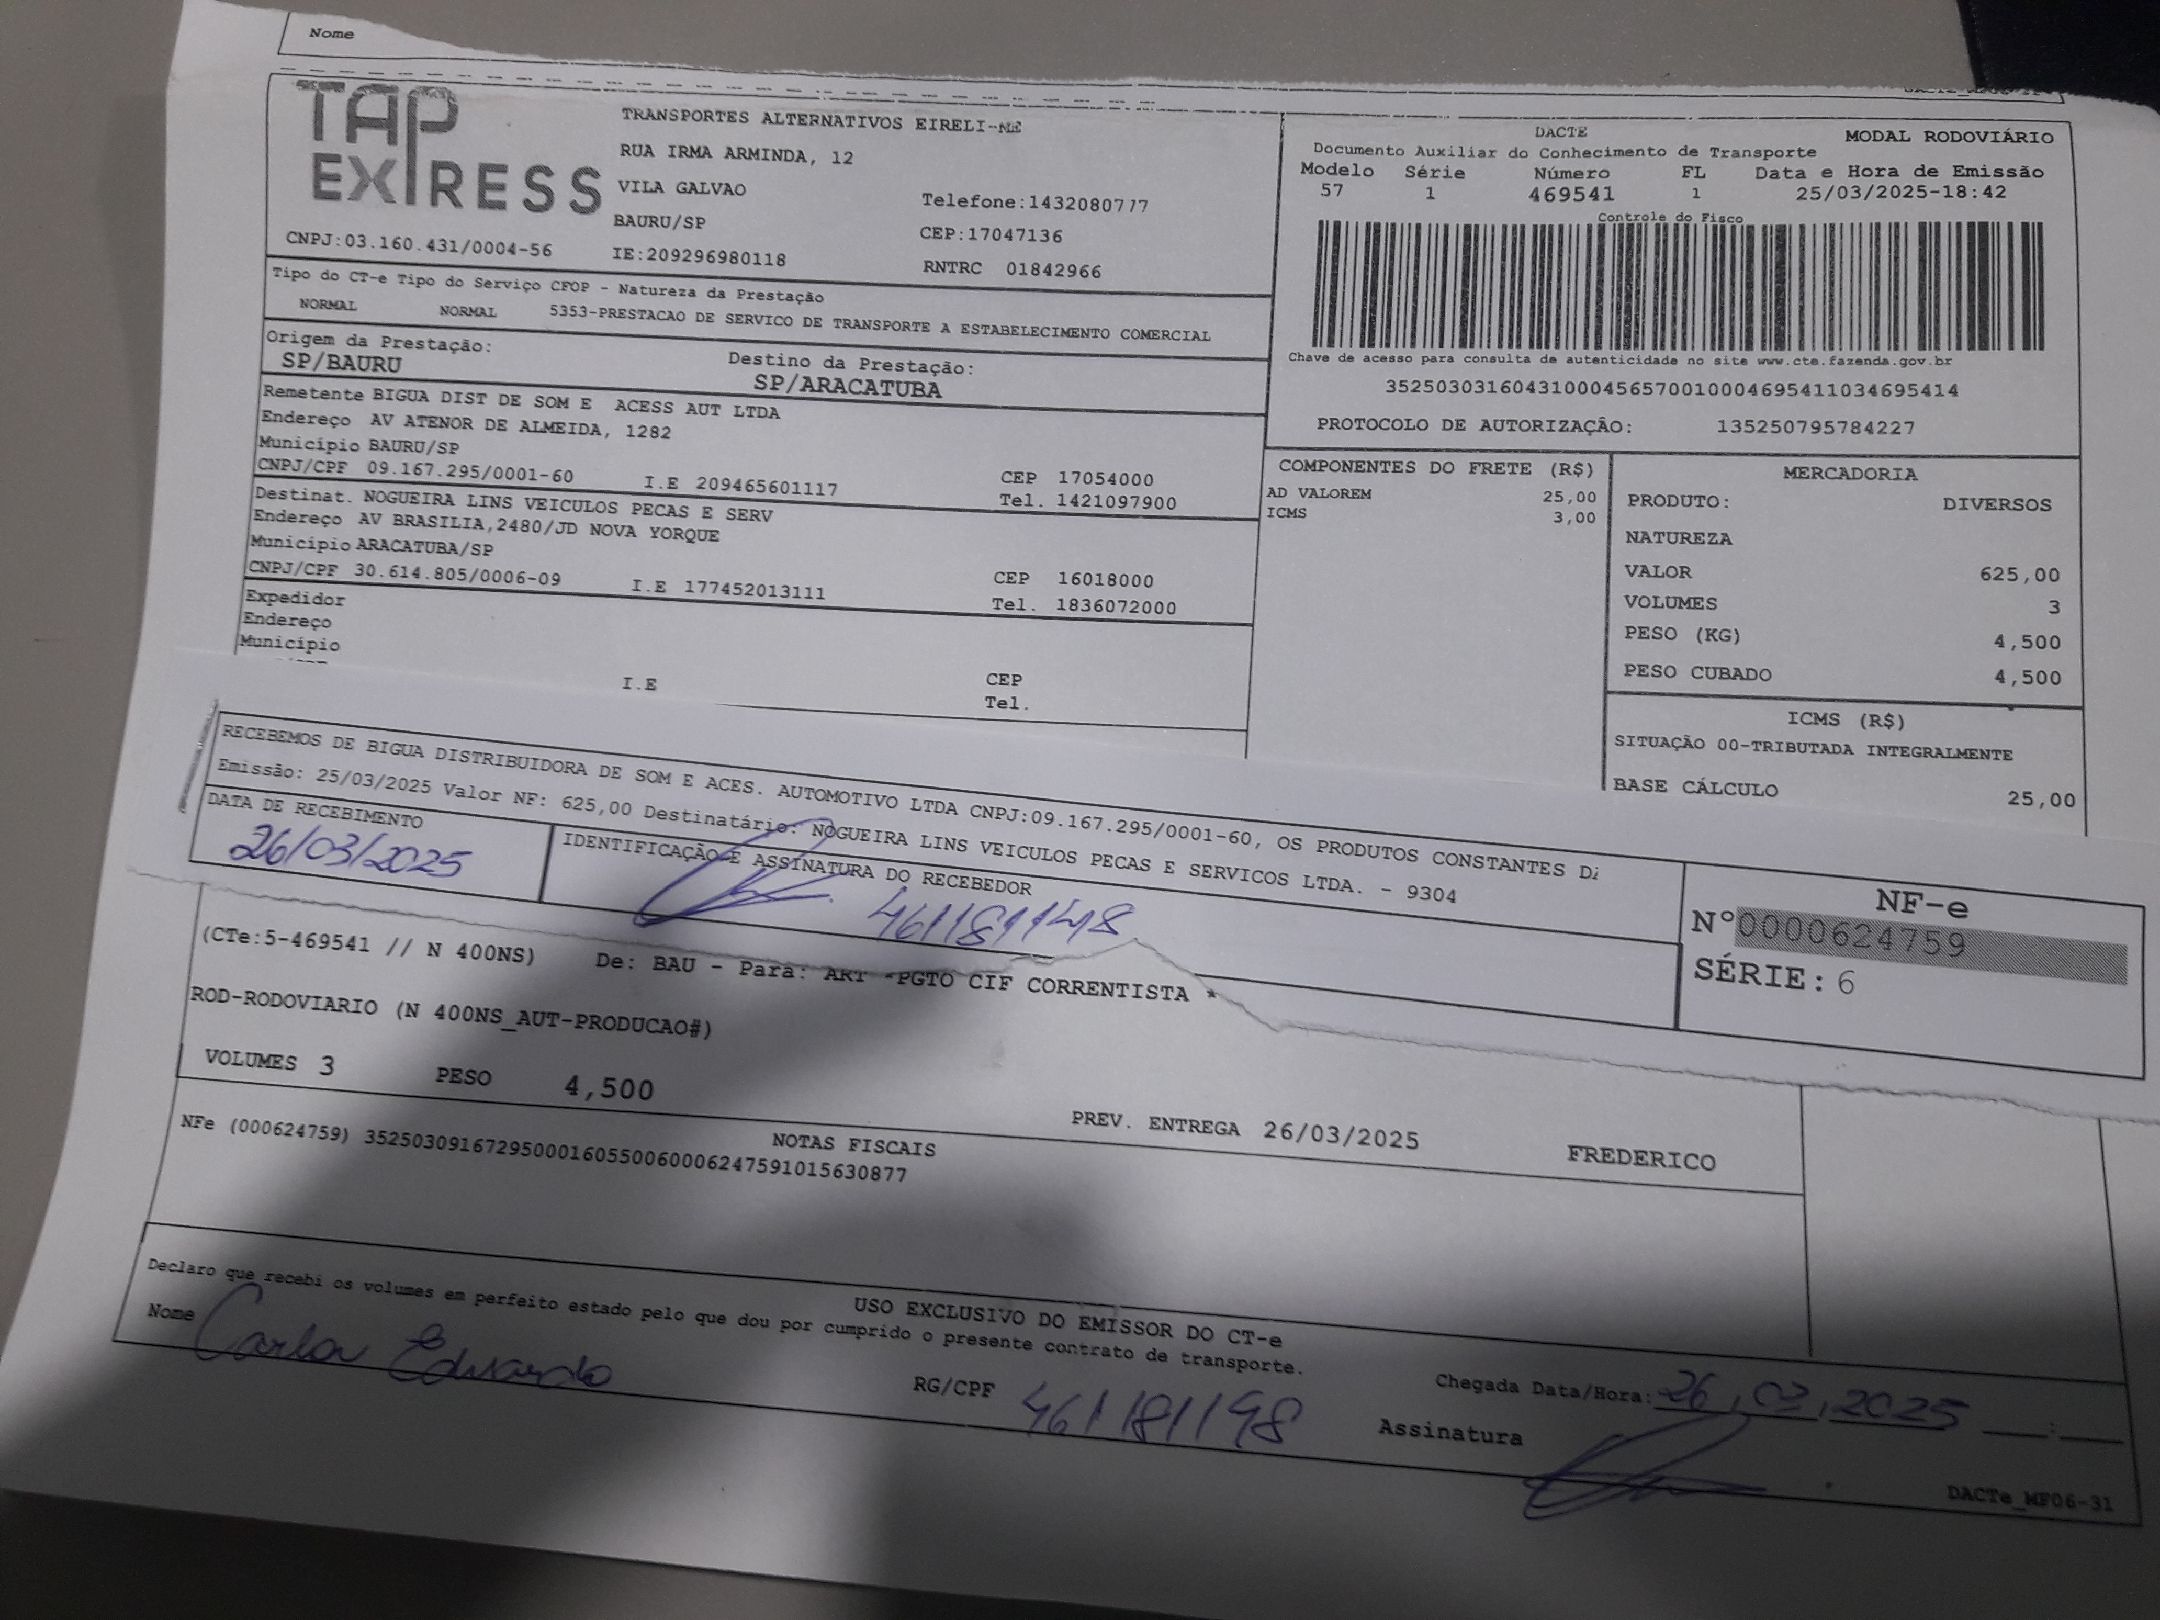 Nome
TAP EXPRESS
TRANSPORTES ALTERNATIVOS EIRELI-ME
RUA IRMA ARMINDA, 12
VILA GALVAO
Telefone:1432080777
BAURU/SP
CEP:17047136
CNPJ:03.160.431/0004-56
IE:209296980118
RNTRC 01842966
DACTE
MODAL RODOVIÁRIO
Documento Auxiliar do Conhecimento de Transporte
Modelo Série Número FL Data e Hora de Emissão
57 1 469541 1 25/03/2025-18:42
Controle do Fisco
Chave de acesso para consulta de autenticidade no site www.cte.fazenda.gov.br
35250303160431000456570010004695411034695414
PROTOCOLO DE AUTORIZAÇÃO: 135250795784227
Tipo do CT-e Tipo do Serviço CFOP - Natureza da Prestação
NORMAL NORMAL 5353-PRESTACAO DE SERVICO DE TRANSPORTE A ESTABELECIMENTO COMERCIAL
Origem da Prestação: Destino da Prestação:
SP/BAURU SP/ARACATUBA
Remetente BIGUA DIST DE SOM E ACESS AUT LTDA
Endereço AV ATENOR DE ALMEIDA, 1282
Município BAURU/SP CEP 17054000
CNPJ/CPF 09.167.295/0001-60 I.E 209465601117 Tel. 1421097900
Destinat. NOGUEIRA LINS VEICULOS PECAS E SERV
Endereço AV BRASILIA,2480/JD NOVA YORQUE
Município ARACATUBA/SP CEP 16018000
CNPJ/CPF 30.614.805/0006-09 I.E 177452013111 Tel. 1836072000
Expedidor
Endereço
Município CEP
I.E Tel.
COMPONENTES DO FRETE (R$)
AD VALOREM 25,00
ICMS 3,00
MERCADORIA
PRODUTO: DIVERSOS
NATUREZA
VALOR 625,00
VOLUMES 3
PESO (KG) 4,500
PESO CUBADO 4,500
ICMS (R$)
SITUAÇÃO 00-TRIBUTADA INTEGRALMENTE
BASE CÁLCULO 25,00
RECEBEMOS DE BIGUA DISTRIBUIDORA DE SOM E ACES. AUTOMOTIVO LTDA CNPJ:09.167.295/0001-60, OS PRODUTOS CONSTANTES DA
Emissão: 25/03/2025 Valor NF: 625,00 Destinatário: NOGUEIRA LINS VEICULOS PECAS E SERVICOS LTDA. - 9304
DATA DE RECEBIMENTO IDENTIFICAÇÃO E ASSINATURA DO RECEBEDOR
26/03/2025
NF-e
Nº0000624759
SÉRIE: 6
(CTe:5-469541 // N 400NS) De: BAU - Para: ART -PGTO CIF CORRENTISTA *
ROD-RODOVIARIO (N 400NS_AUT-PRODUCAO#)
VOLUMES 3 PESO 4,500 PREV. ENTREGA 26/03/2025 FREDERICO
NOTAS FISCAIS
NFe (000624759) 35250309167295000160550060006247591015630877
USO EXCLUSIVO DO EMISSOR DO CT-e
Declaro que recebi os volumes em perfeito estado pelo que dou por cumprido o presente contrato de transporte.
Nome Carlos Eduardo RG/CPF 461181198 Chegada Data/Hora: 26,03,2025 __:__
Assinatura
DACTe_MF06-31